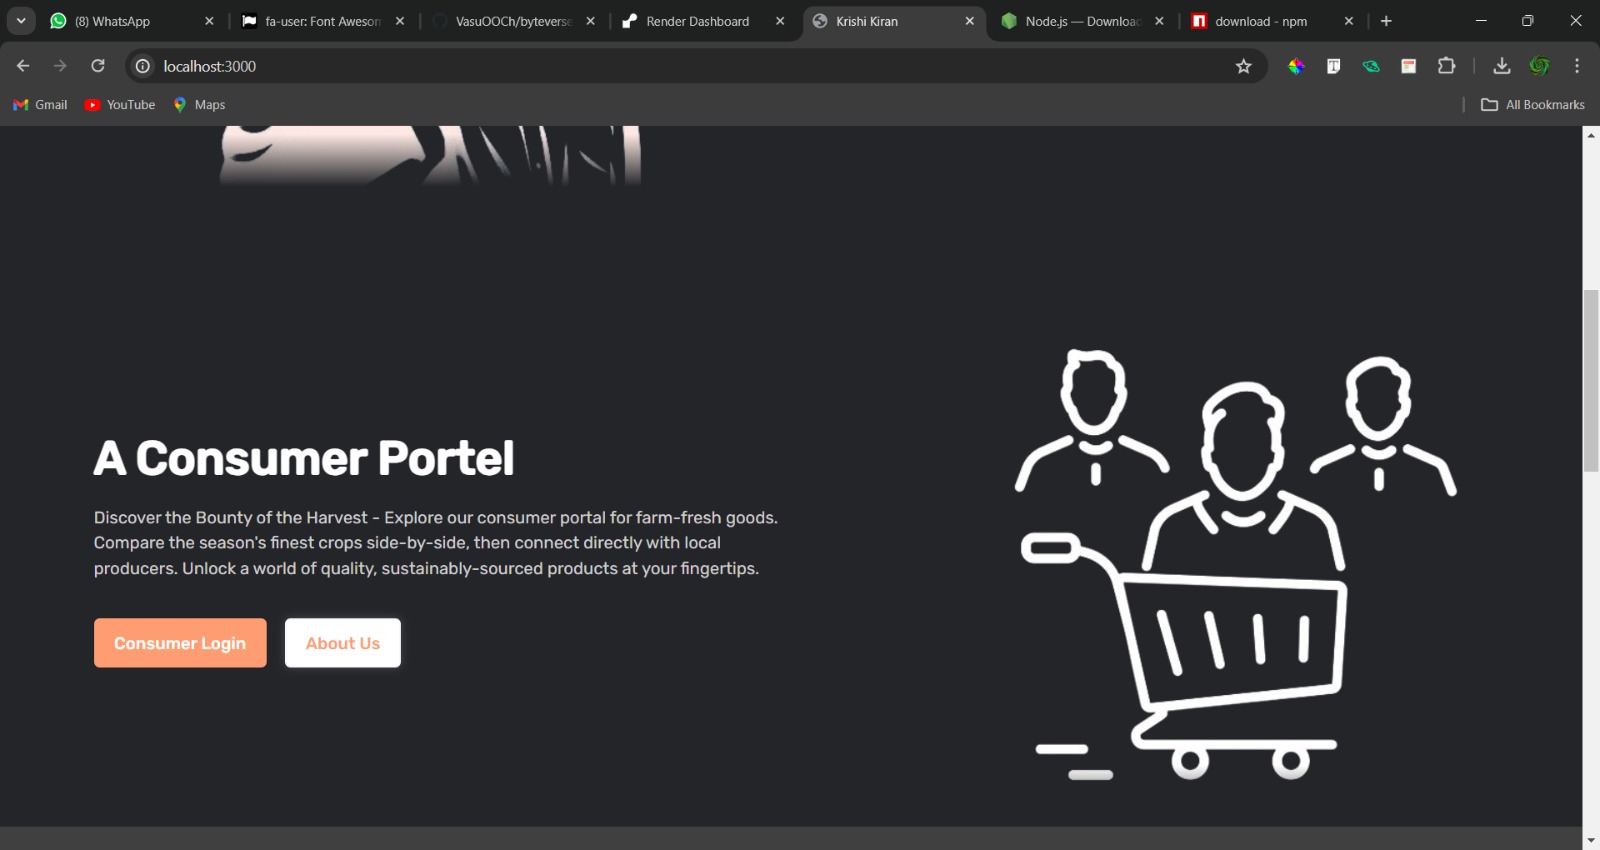 (8) WhatsApp
fa-user: Font Awesom
VasuOOCh/byteverse
Render Dashboard
Krishi Kiran
Node.js — Download
download - npm
localhost:3000
Gmail
YouTube
Maps
All Bookmarks
A Consumer Portel
Discover the Bounty of the Harvest - Explore our consumer portal for farm-fresh goods.
Compare the season's finest crops side-by-side, then connect directly with local
producers. Unlock a world of quality, sustainably-sourced products at your fingertips.
Consumer Login
About Us